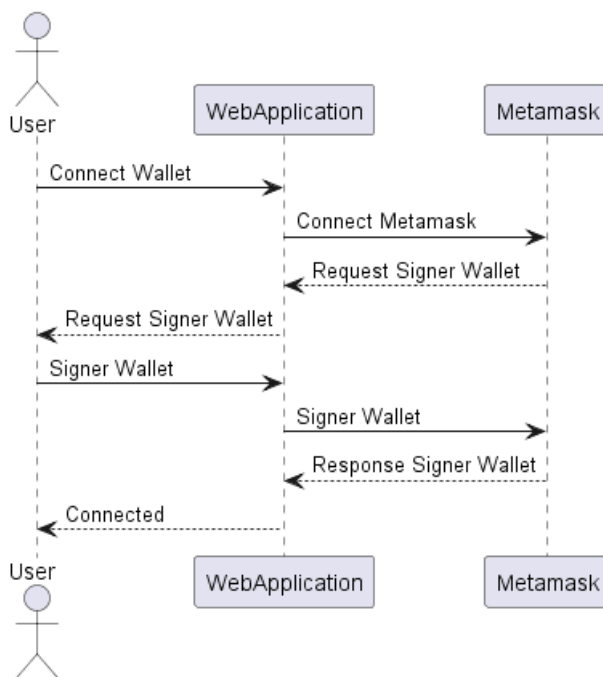 User
WebApplication
Metamask
Connect Wallet
Connect Metamask
Request Signer Wallet
Request Signer Wallet
Signer Wallet
Signer Wallet
Response Signer Wallet
Connected
User
WebApplication
Metamask